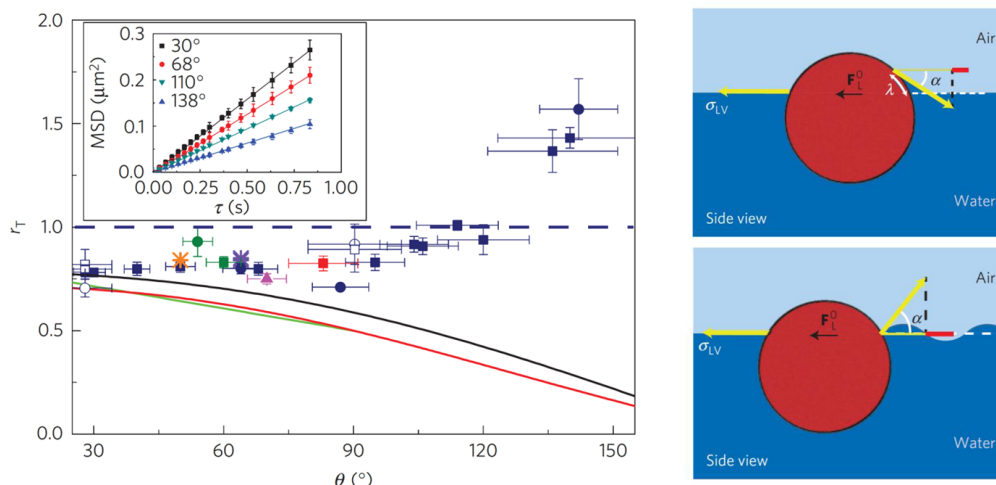 2.0
1.5
1.0
0.5
0.0
r_T
30
60
90
120
150
θ (°)
0.3
0.2
0.1
0.0
MSD (μm²)
30°
68°
110°
138°
0.00
0.25
0.50
0.75
1.00
τ (s)
Air
F_L^0
α
λ
σ_LV
Water
Side view
Air
F_L^0
α
σ_LV
Water
Side view